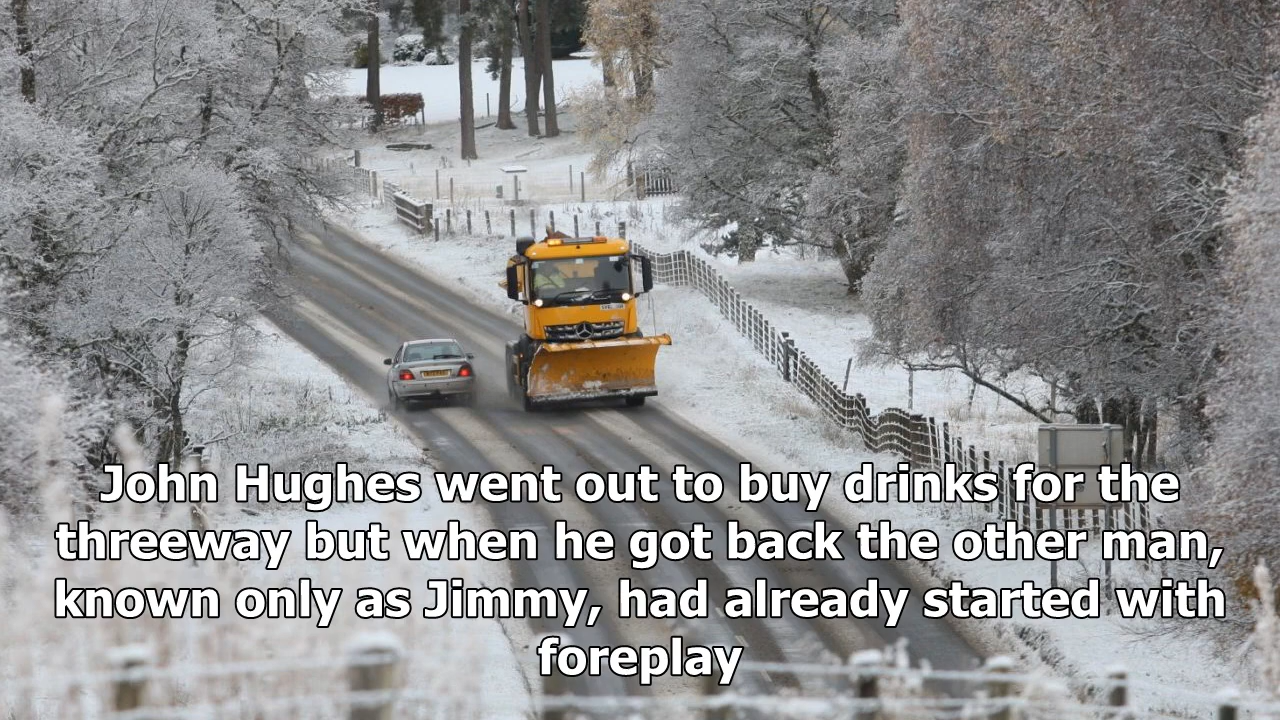 John Hughes went out to buy drinks for the
threeway but when he got back the other man,
known only as Jimmy, had already started with
foreplay